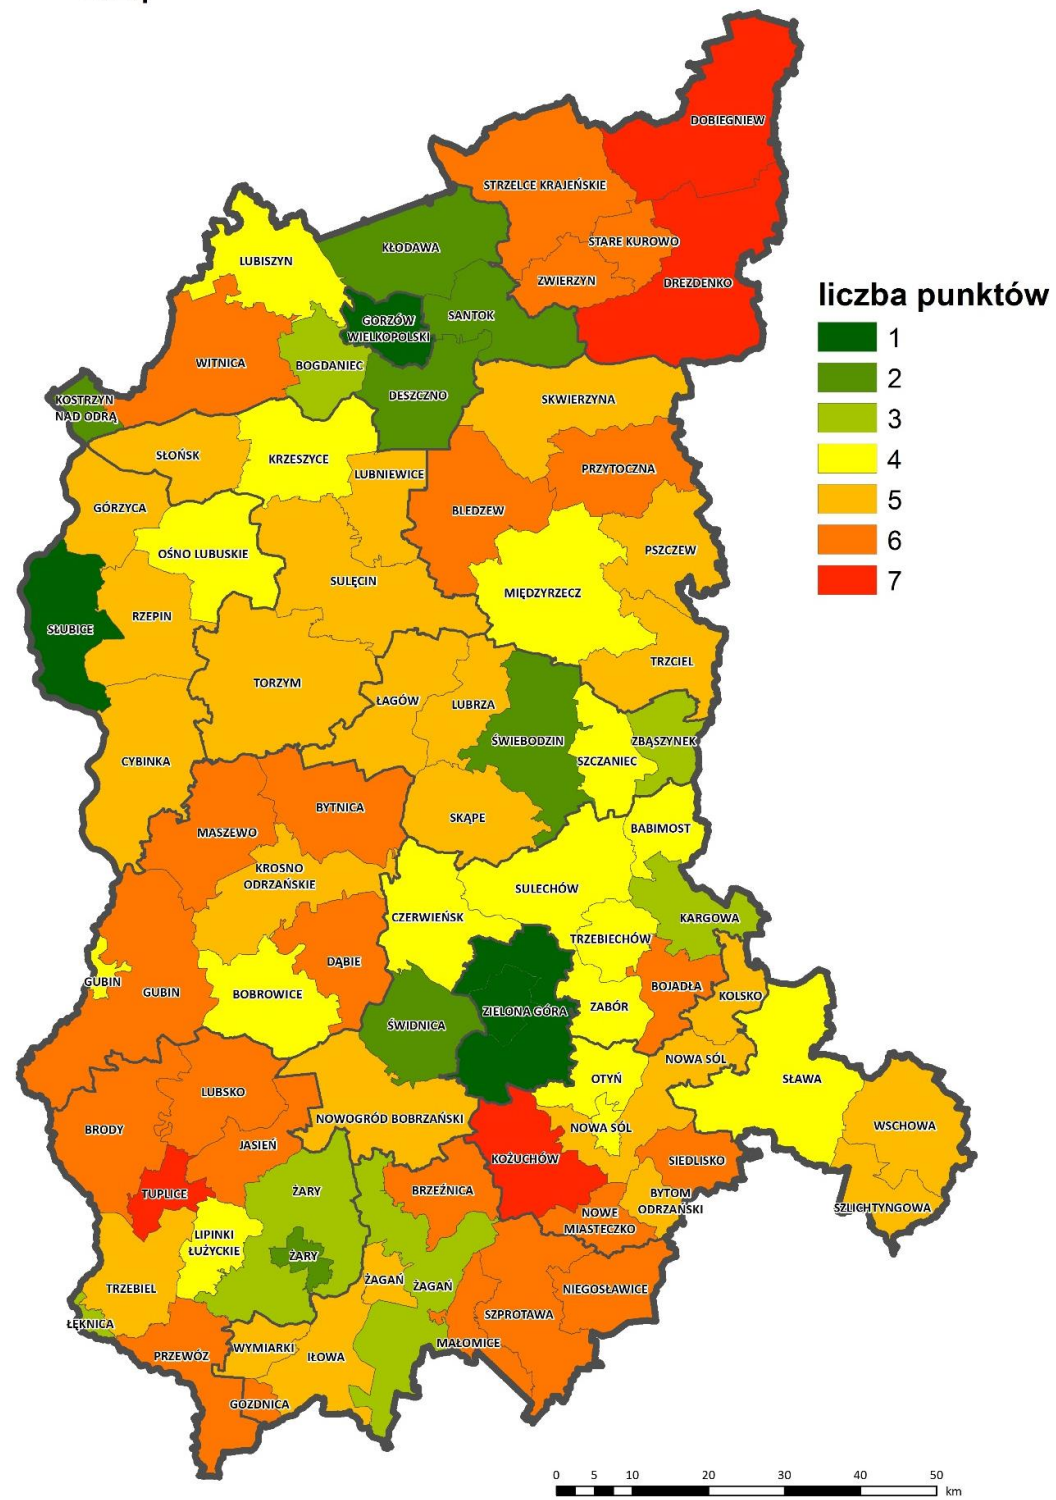 DOBIEGNIEW
STRZELCE KRAJEŃSKIE
STARE KUROWO
KŁODAWA
LUBISZYN
ZWIERZYN
DREZDENKO
liczba punktów
1
2
3
4
5
6
7
SANTOK
GORZÓW
WIELKOPOLSKI
WITNICA
BOGDANIEC
DESZCZNO
SKWIERZYNA
KOSTRZYN
NAD ODRĄ
SŁOŃSK
KRZESZYCE
LUBNIEWICE
PRZYTOCZNA
GÓRZYCA
BLEDZEW
OŚNO LUBUSKIE
PSZCZEW
SULĘCIN
MIĘDZYRZECZ
RZEPIN
SŁUBICE
TRZCIEL
TORZYM
ŁAGÓW
LUBRZA
ŚWIEBODZIN
ZBĄSZYNEK
CYBINKA
SZCZANIEC
BYTNICA
SKĄPE
MASZEWO
BABIMOST
KROSNO
ODRZAŃSKIE
SULECHÓW
CZERWIEŃSK
KARGOWA
TRZEBIECHÓW
DĄBIE
GUBIN
GUBIN
BOBROWICE
BOJADŁA
KOLSKO
ZABÓR
ZIELONA GÓRA
ŚWIDNICA
NOWA SÓL
OTYŃ
SŁAWA
LUBSKO
NOWOGRÓD BOBRZAŃSKI
BRODY
NOWA SÓL
WSCHOWA
JASIEŃ
KOŻUCHÓW
SIEDLISKO
TUPLICE
ŻARY
BRZEŹNICA
BYTOM
ODRZAŃSKI
SZLICHTYNGOWA
NOWE
MIASTECZKO
LIPINKI
ŁUŻYCKIE
ŻARY
TRZEBIEL
ŻAGAŃ
ŻAGAŃ
NIEGOSŁAWICE
SZPROTAWA
ŁĘKNICA
MAŁOMICE
PRZEWÓZ
WYMIARKI
IŁOWA
GOZDNICA
0 5 10 20 30 40 50
km